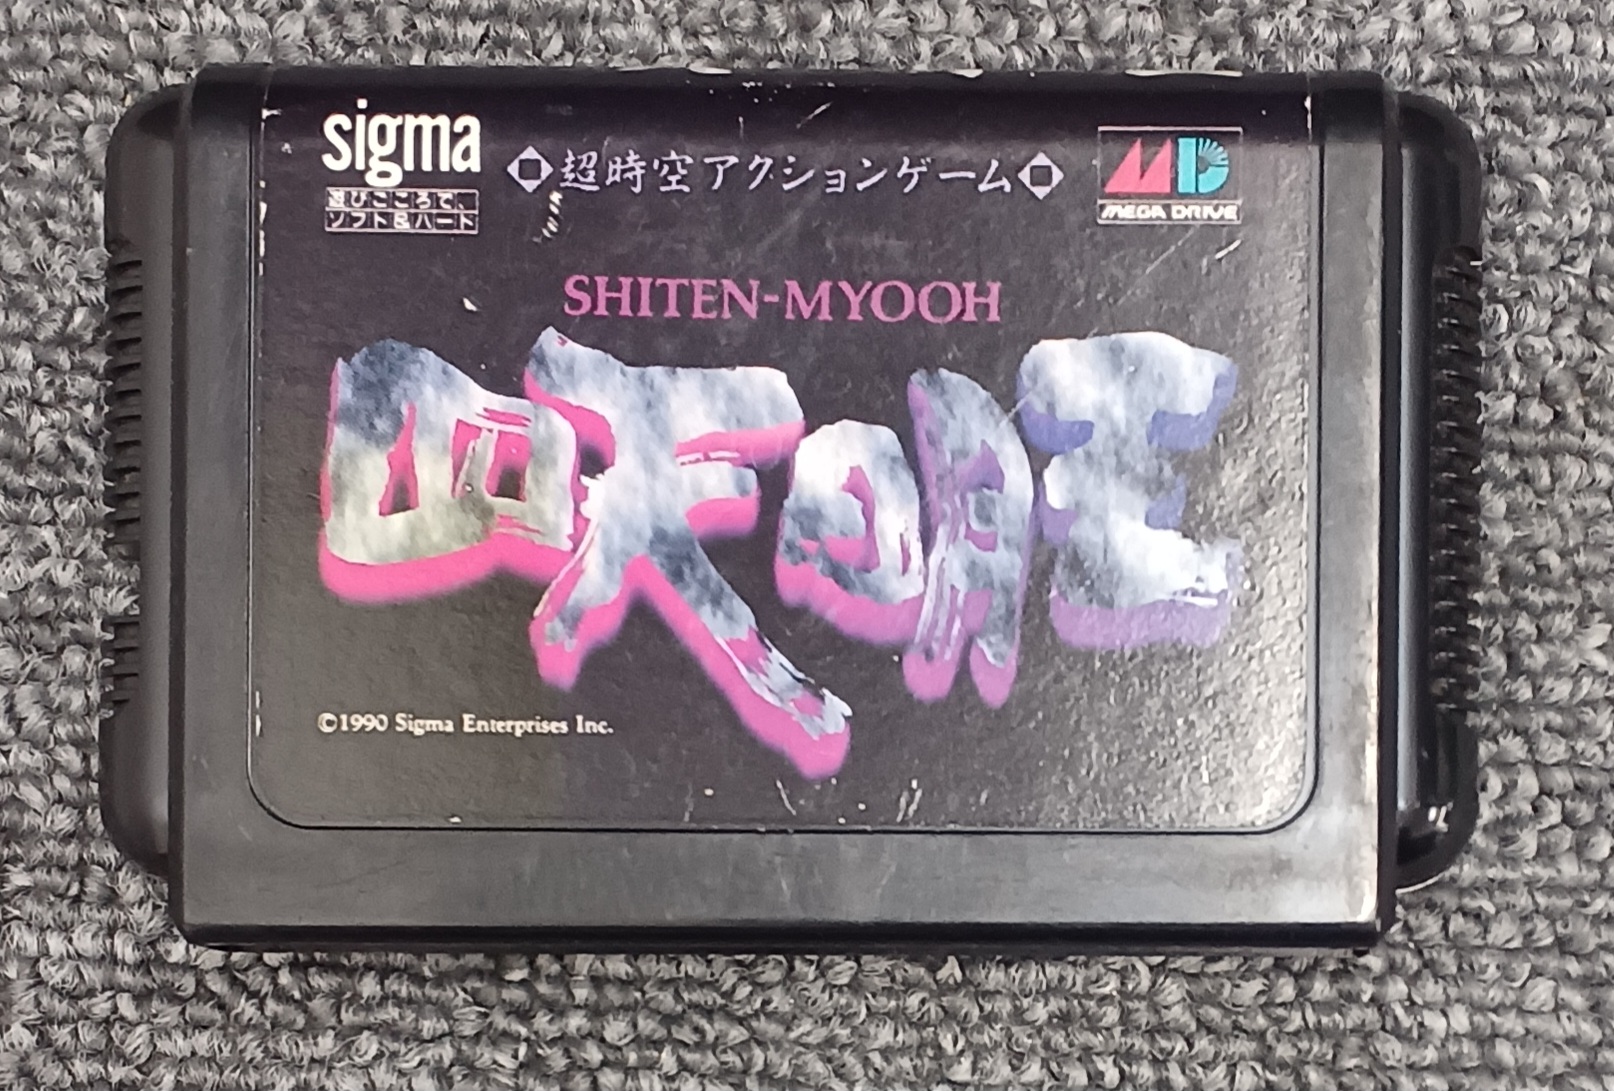 sigma
遊びごころで、
ソフト&ハード
超時空アクションゲーム
MD
MEGA DRIVE
SHITEN-MYOOH
四天明王
©1990 Sigma Enterprises Inc.